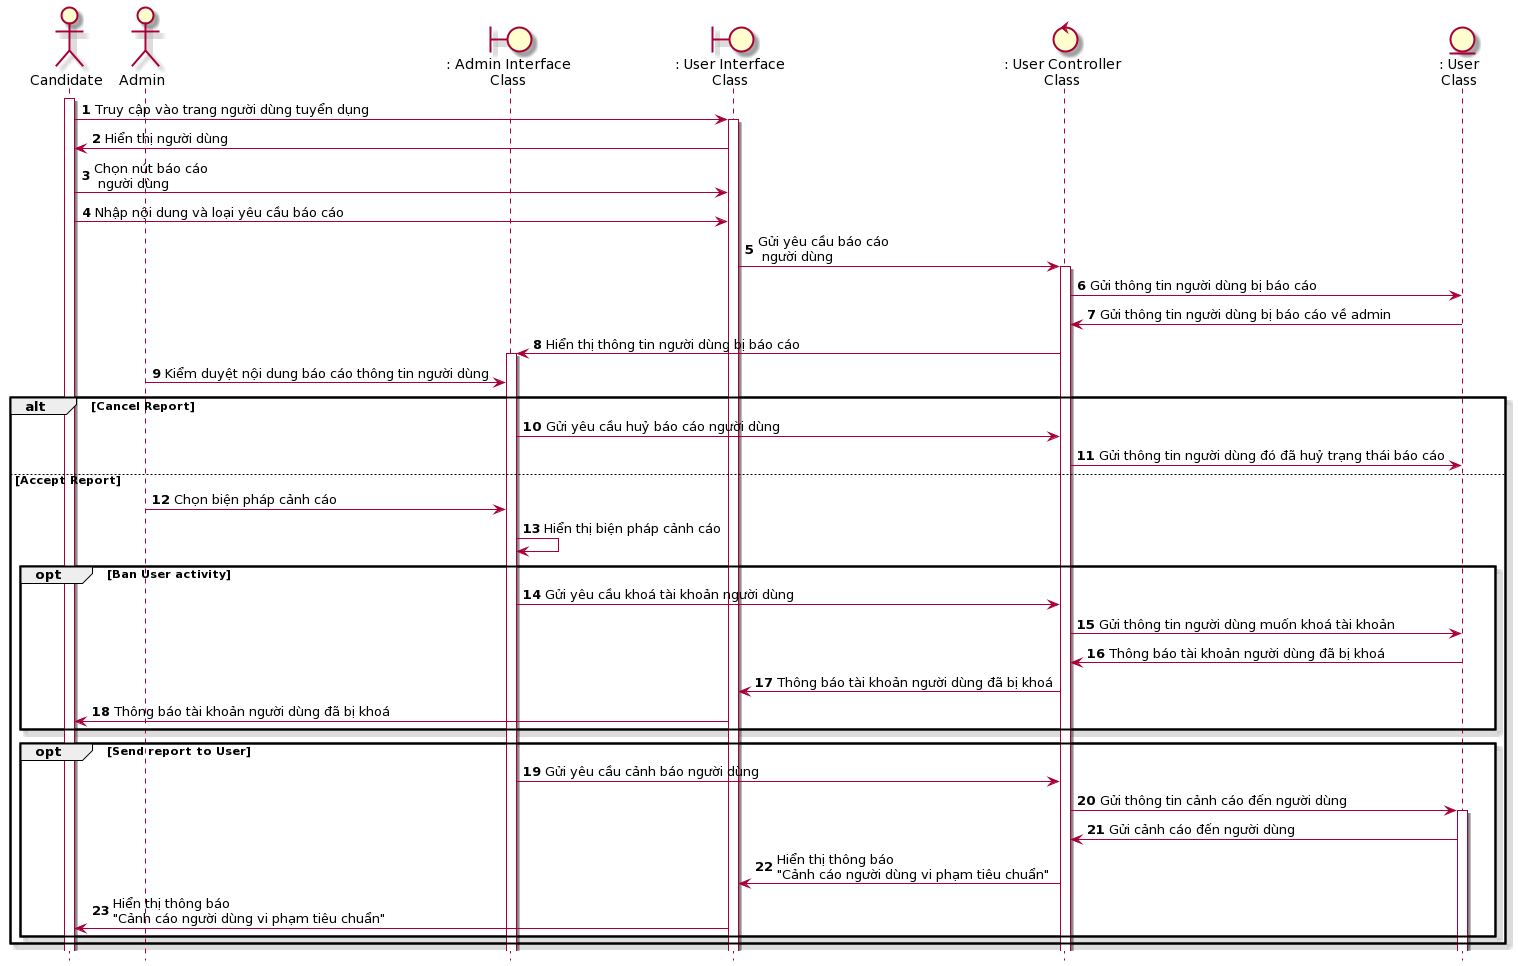 Candidate
Admin
: Admin Interface
Class
: User Interface
Class
: User Controller
Class
: User
Class
1 Truy cập vào trang người dùng tuyển dụng
2 Hiển thị người dùng
3 Chọn nút báo cáo
người dùng
4 Nhập nội dung và loại yêu cầu báo cáo
5 Gửi yêu cầu báo cáo
người dùng
6 Gửi thông tin người dùng bị báo cáo
7 Gửi thông tin người dùng bị báo cáo về admin
8 Hiển thị thông tin người dùng bị báo cáo
9 Kiểm duyệt nội dung báo cáo thông tin người dùng
alt [Cancel Report]
10 Gửi yêu cầu huỷ báo cáo người dùng
11 Gửi thông tin người dùng đó đã huỷ trạng thái báo cáo
[Accept Report]
12 Chọn biện pháp cảnh cáo
13 Hiển thị biện pháp cảnh cáo
opt [Ban User activity]
14 Gửi yêu cầu khoá tài khoản người dùng
15 Gửi thông tin người dùng muốn khoá tài khoản
16 Thông báo tài khoản người dùng đã bị khoá
17 Thông báo tài khoản người dùng đã bị khoá
18 Thông báo tài khoản người dùng đã bị khoá
opt [Send report to User]
19 Gửi yêu cầu cảnh báo người dùng
20 Gửi thông tin cảnh cáo đến người dùng
21 Gửi cảnh cáo đến người dùng
22 Hiển thị thông báo
"Cảnh cáo người dùng vi phạm tiêu chuẩn"
23 Hiển thị thông báo
"Cảnh cáo người dùng vi phạm tiêu chuẩn"